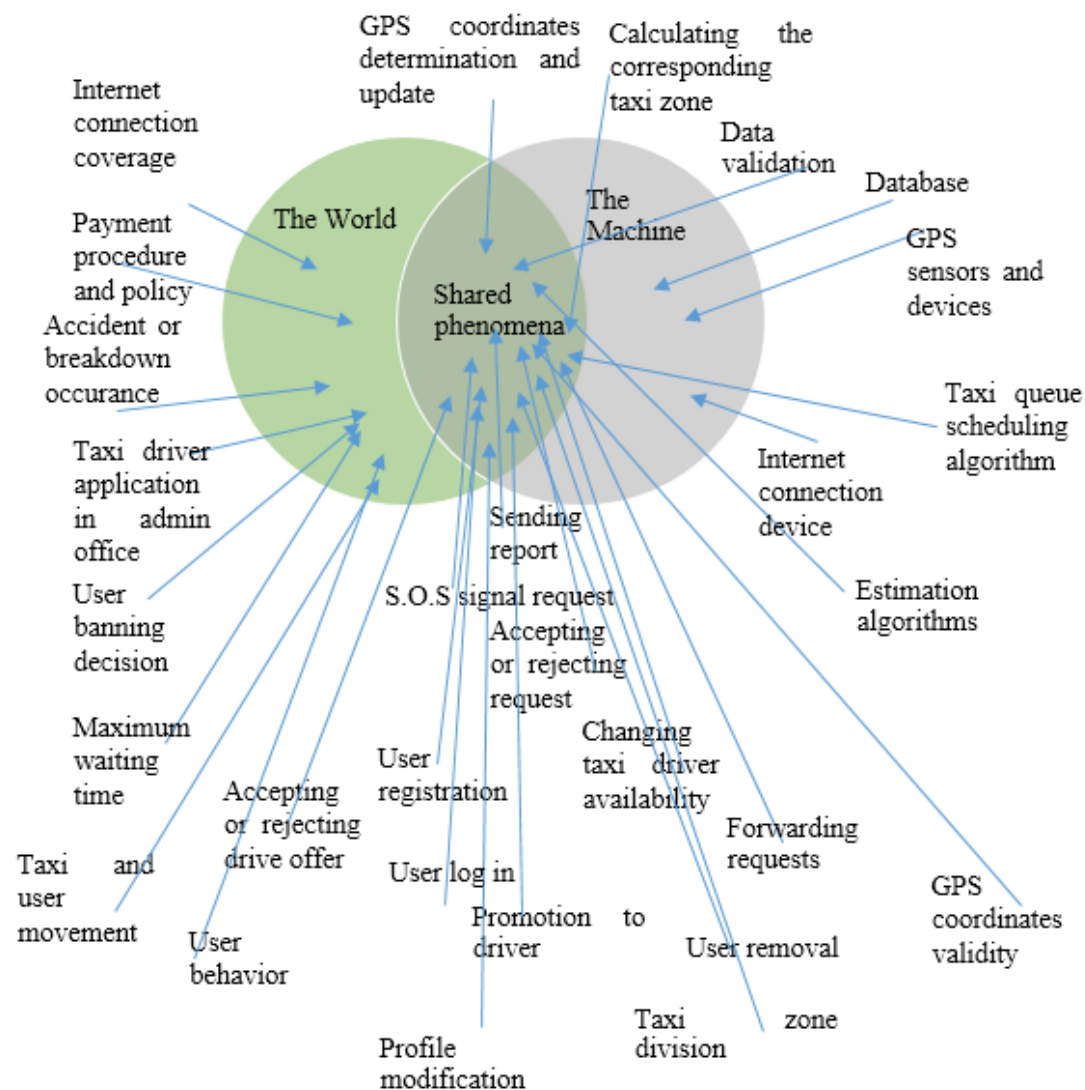 GPS coordinates
determination and
update
Calculating the
corresponding
taxi zone
Internet
connection
coverage
Data
validation
Database
The World
The
Machine
Payment
procedure
and policy
GPS
sensors and
devices
Shared
phenomena
Accident or
breakdown
occurance
Taxi queue
scheduling
algorithm
Taxi driver
application
in admin
office
Internet
connection
device
Sending
report
S.O.S signal request
Accepting
or rejecting
request
User
banning
decision
Estimation
algorithms
Maximum
waiting
time
Accepting
or rejecting
drive offer
User
registration
Changing
taxi driver
availability
Forwarding
requests
Taxi and
user
movement
User log in
GPS
coordinates
validity
User
behavior
Promotion to
driver
User removal
Profile
modification
Taxi zone
division